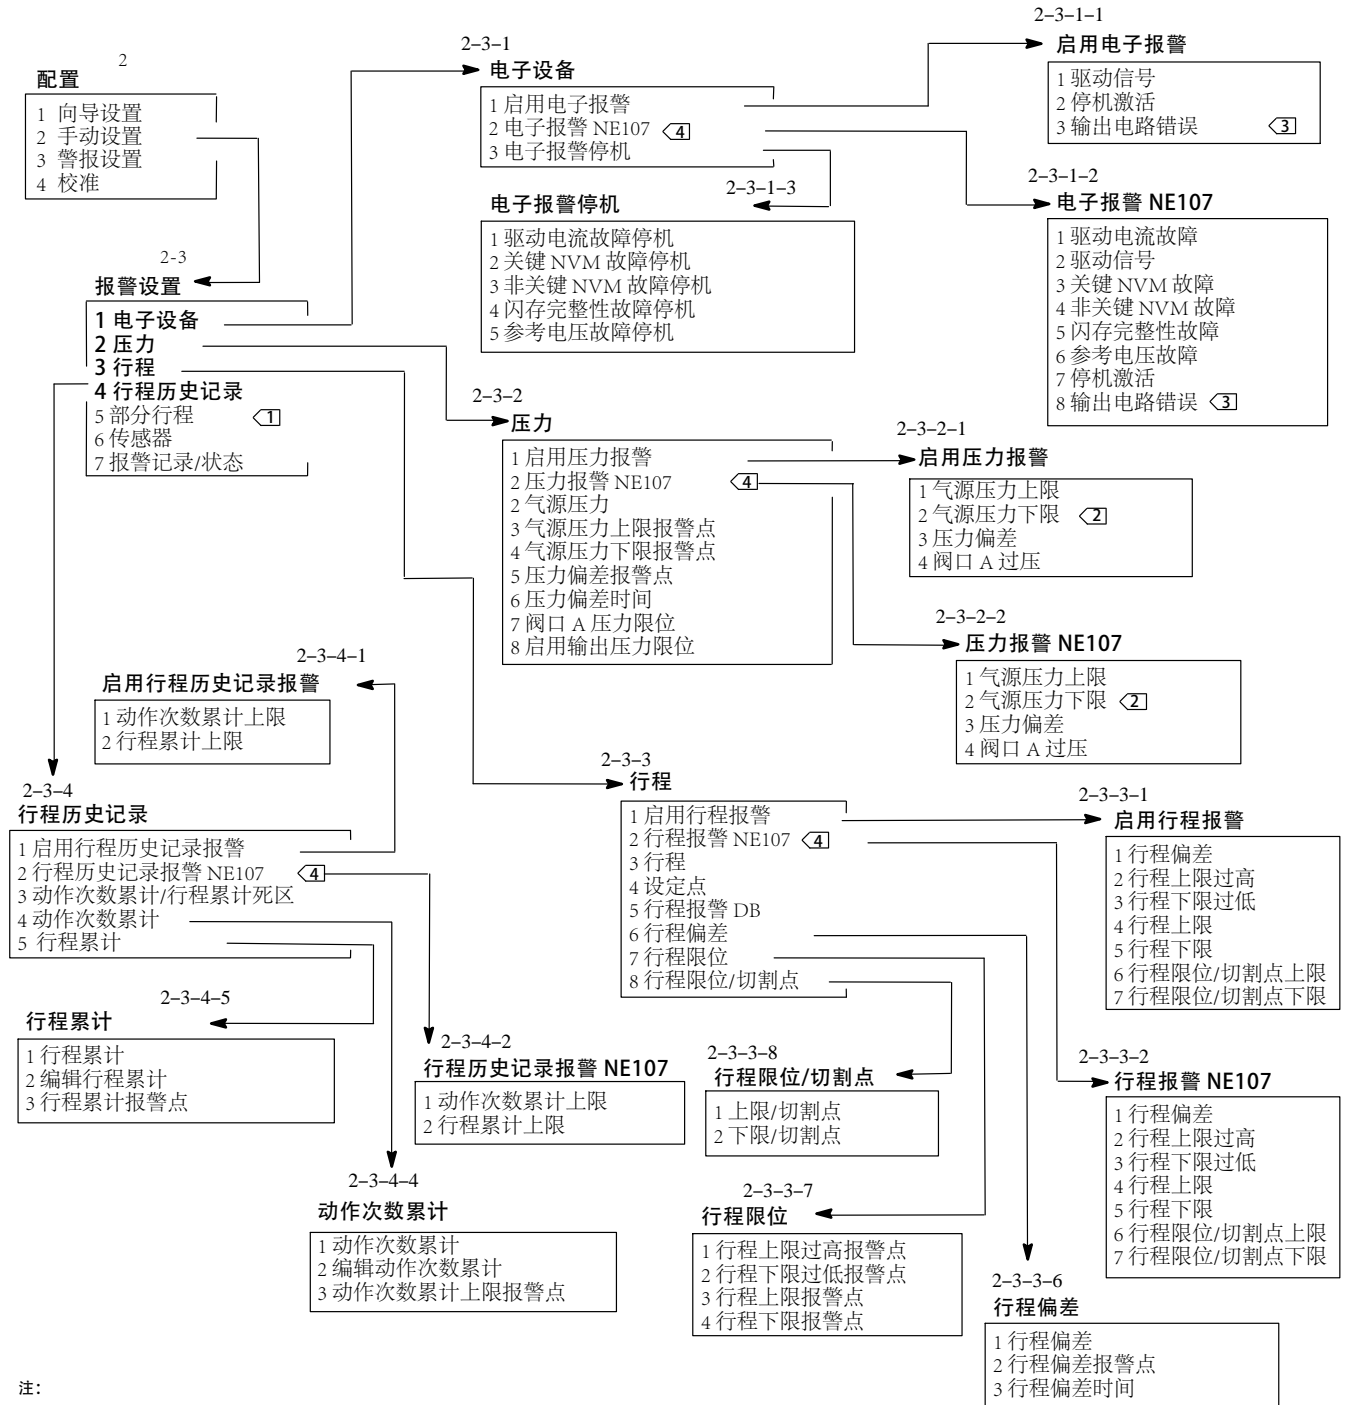 2
配置
1 向导设置
2 手动设置
3 警报设置
4 校准
2-3
报警设置
1 电子设备
2 压力
3 行程
4 行程历史记录
5 部分行程 1
6 传感器
7 报警记录/状态
2-3-1
电子设备
1 启用电子报警
2 电子报警 NE107 4
3 电子报警停机
2-3-1-1
启用电子报警
1 驱动信号
2 停机激活
3 输出电路错误 3
2-3-1-2
电子报警 NE107
1 驱动电流故障
2 驱动信号
3 关键 NVM 故障
4 非关键 NVM 故障
5 闪存完整性故障
6 参考电压故障
7 停机激活
8 输出电路错误 3
2-3-1-3
电子报警停机
1 驱动电流故障停机
2 关键 NVM 故障停机
3 非关键 NVM 故障停机
4 闪存完整性故障停机
5 参考电压故障停机
2-3-2
压力
1 启用压力报警
2 压力报警 NE107 4
2 气源压力
3 气源压力上限报警点
4 气源压力下限报警点
5 压力偏差报警点
6 压力偏差时间
7 阀口 A 压力限位
8 启用输出压力限位
2-3-2-1
启用压力报警
1 气源压力上限
2 气源压力下限 2
3 压力偏差
4 阀口 A 过压
2-3-2-2
压力报警 NE107
1 气源压力上限
2 气源压力下限 2
3 压力偏差
4 阀口 A 过压
2-3-4-1
启用行程历史记录报警
1 动作次数累计上限
2 行程累计上限
2-3-4
行程历史记录
1 启用行程历史记录报警
2 行程历史记录报警 NE107 4
3 动作次数累计/行程累计死区
4 动作次数累计
5 行程累计
2-3-3
行程
1 启用行程报警
2 行程报警 NE107 4
3 行程
4 设定点
5 行程报警 DB
6 行程偏差
7 行程限位
8 行程限位/切割点
2-3-3-1
启用行程报警
1 行程偏差
2 行程上限过高
3 行程下限过低
4 行程上限
5 行程下限
6 行程限位/切割点上限
7 行程限位/切割点下限
2-3-4-5
行程累计
1 行程累计
2 编辑行程累计
3 行程累计报警点
2-3-4-2
行程历史记录报警 NE107
1 动作次数累计上限
2 行程累计上限
2-3-3-8
行程限位/切割点
1 上限/切割点
2 下限/切割点
2-3-3-2
行程报警 NE107
1 行程偏差
2 行程上限过高
3 行程下限过低
4 行程上限
5 行程下限
6 行程限位/切割点上限
7 行程限位/切割点下限
2-3-4-4
动作次数累计
1 动作次数累计
2 编辑动作次数累计
3 动作次数累计上限报警点
2-3-3-7
行程限位
1 行程上限过高报警点
2 行程下限过低报警点
3 行程上限报警点
4 行程下限报警点
2-3-3-6
行程偏差
1 行程偏差
2 行程偏差报警点
3 行程偏差时间
注: